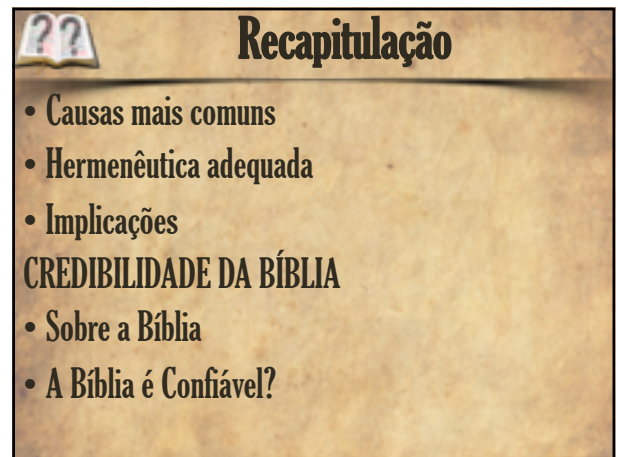 ??
Recapitulação
• Causas mais comuns
• Hermenêutica adequada
• Implicações
CREDIBILIDADE DA BÍBLIA
• Sobre a Bíblia
• A Bíblia é Confiável?